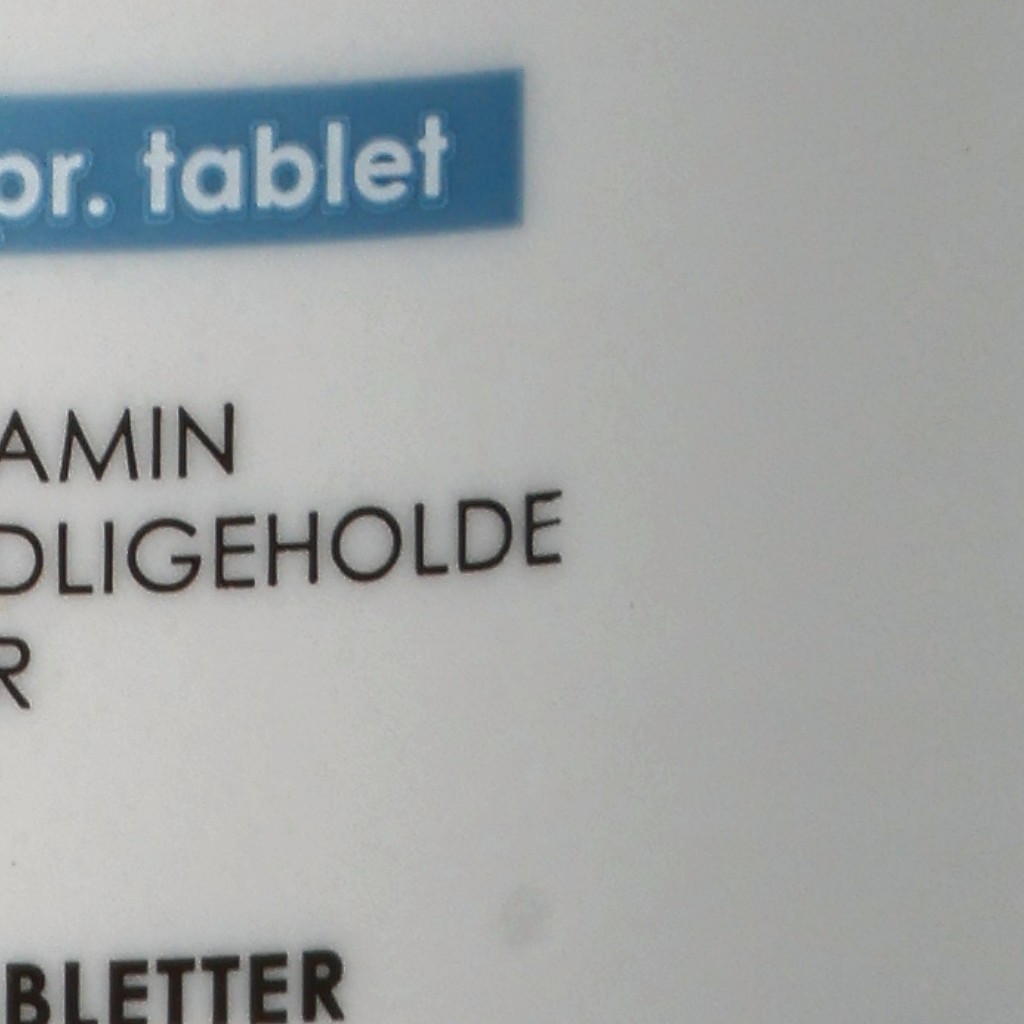 pr. tablet
AMIN
DLIGEHOLDE
R
BLETTER